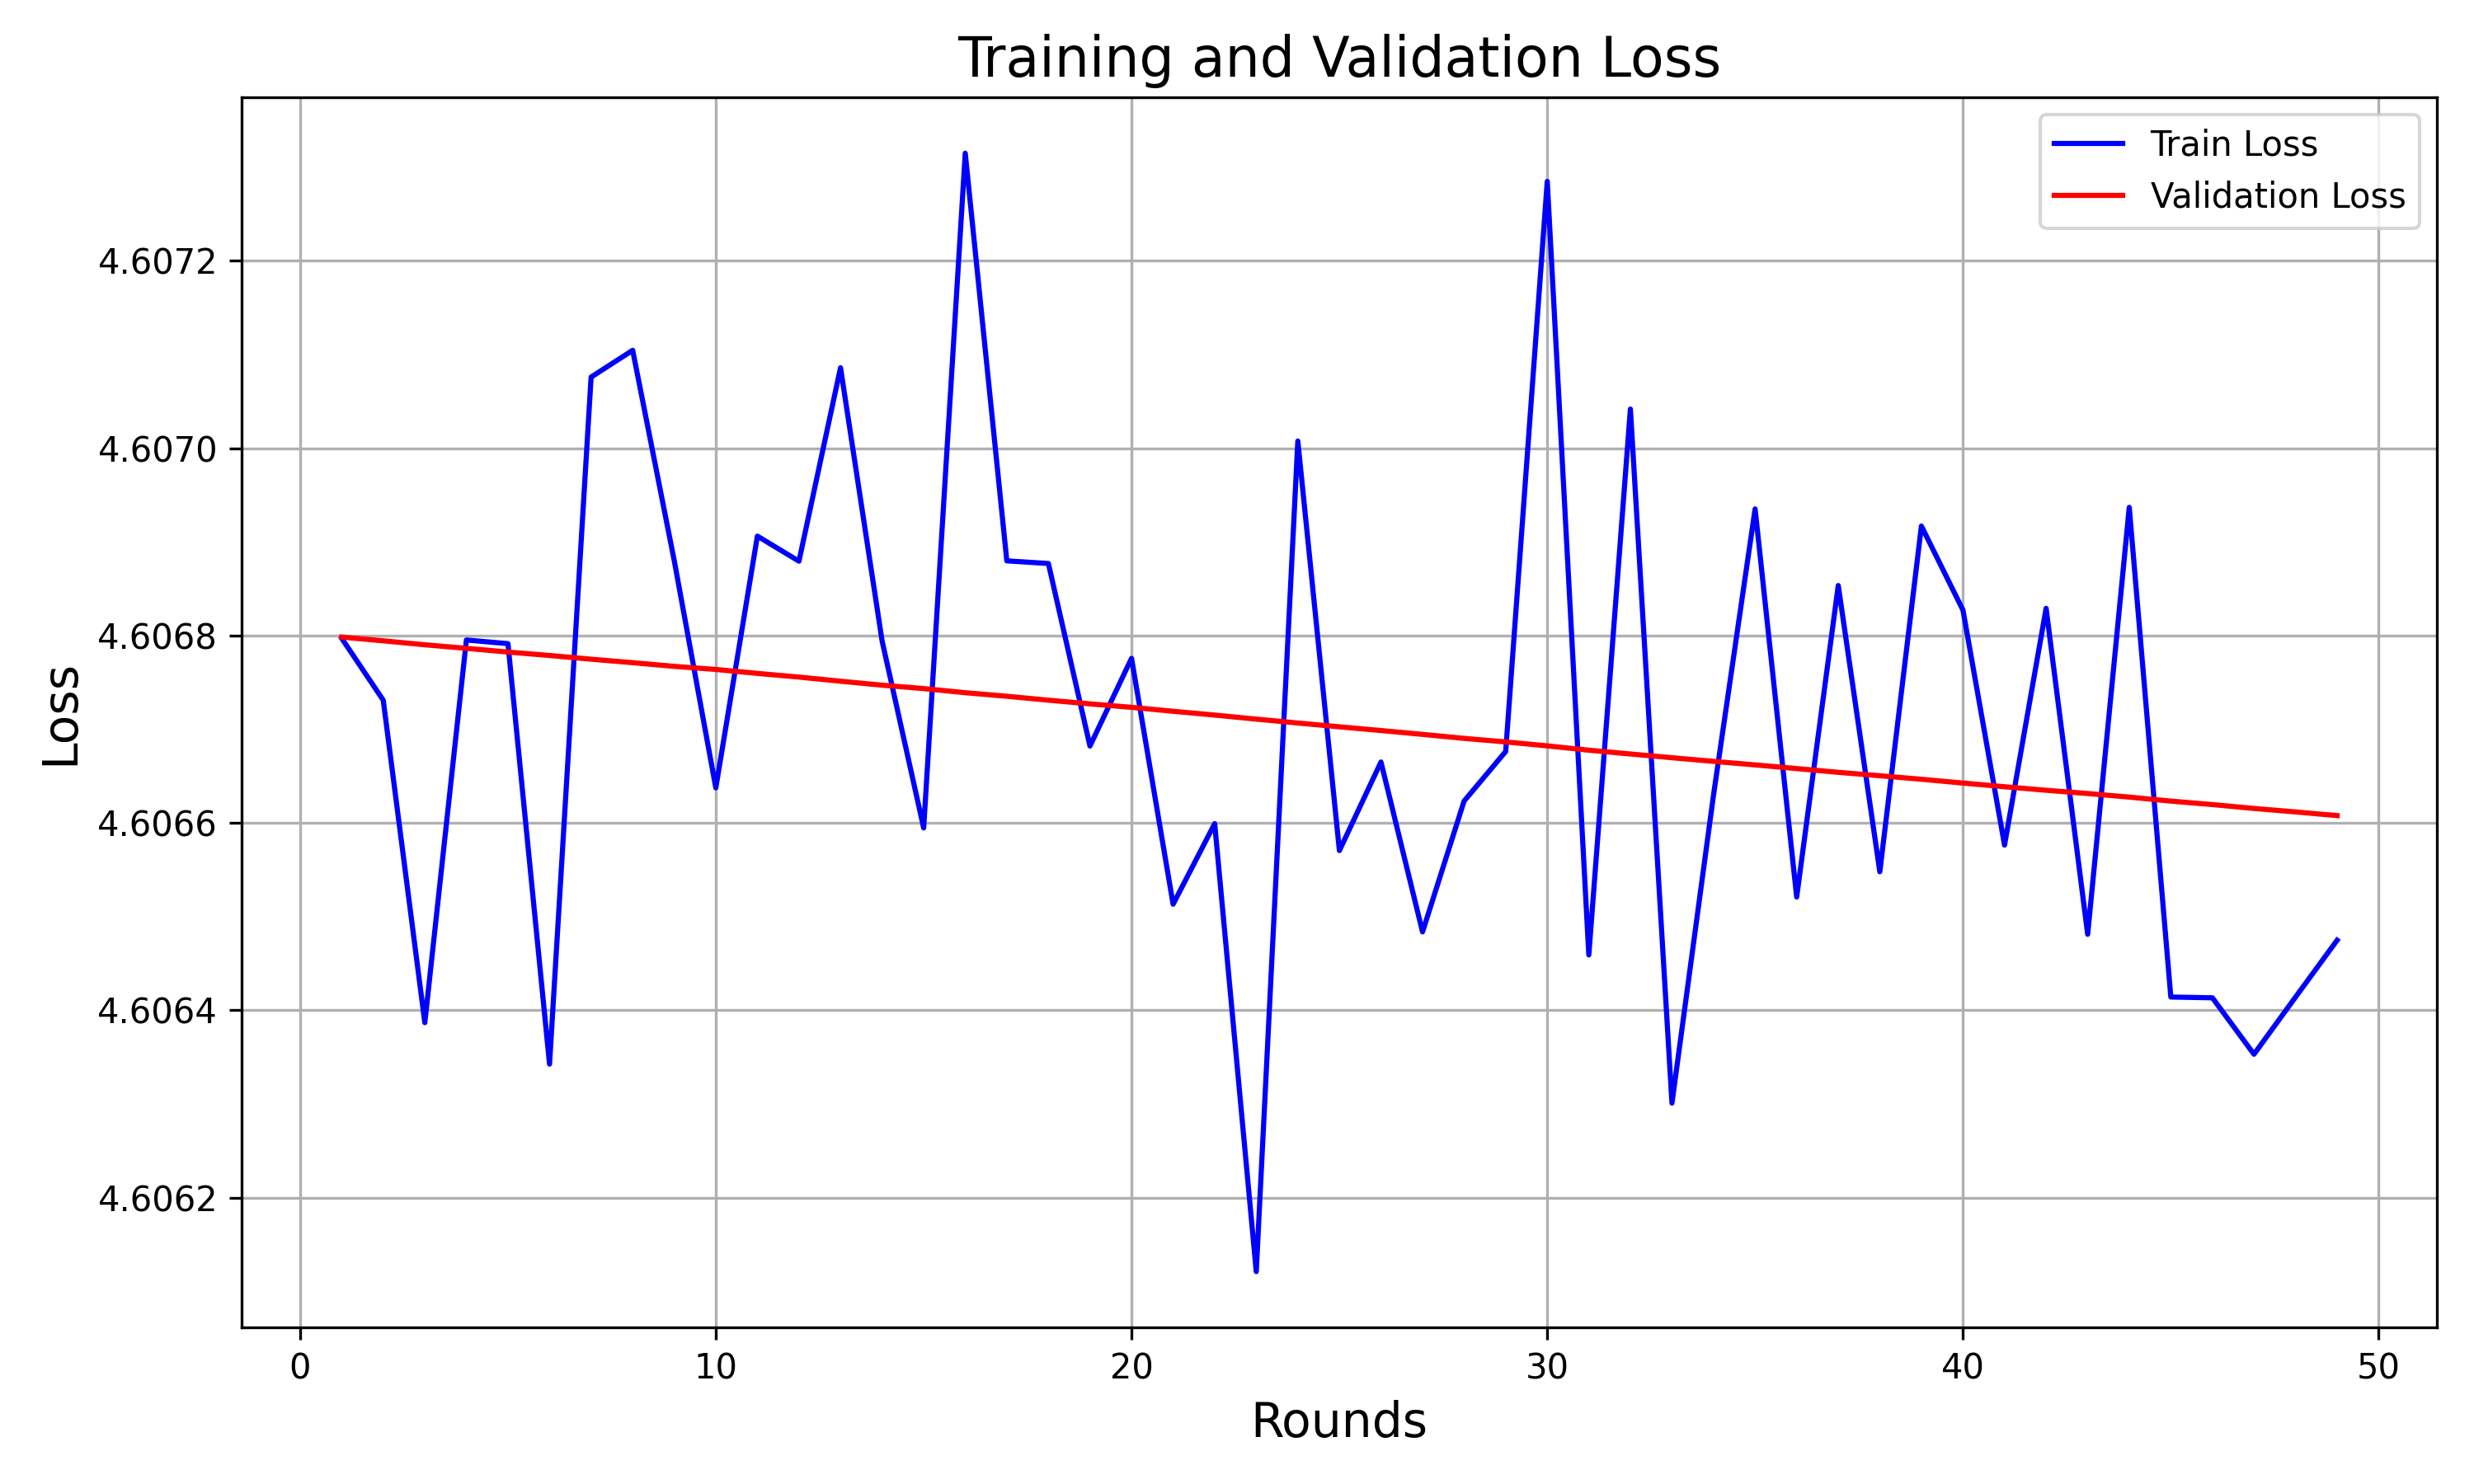 Training and Validation Loss
Train Loss
Validation Loss
Loss
4.6072
4.6070
4.6068
4.6066
4.6064
4.6062
0 10 20 30 40 50
Rounds